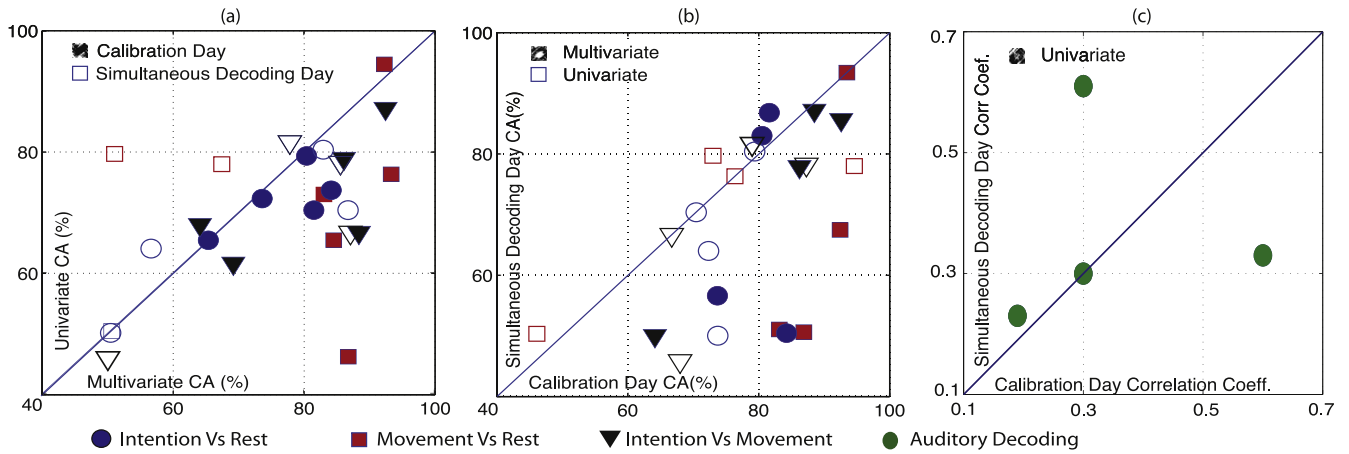 (a)
100
Calibration Day
Simultaneous Decoding Day
80
60
Univariate CA (%)
Multivariate CA (%)
40
60
80
100
(b)
100
Multivariate
Univariate
80
60
Simultaneous Decoding Day CA(%)
Calibration Day CA(%)
40
60
80
100
(c)
0.7
Univariate
0.5
0.3
0.1
Simultaneous Decoding Day Corr Coef.
Calibration Day Correlation Coeff.
0.1
0.3
0.5
0.7
Intention Vs Rest
Movement Vs Rest
Intention Vs Movement
Auditory Decoding